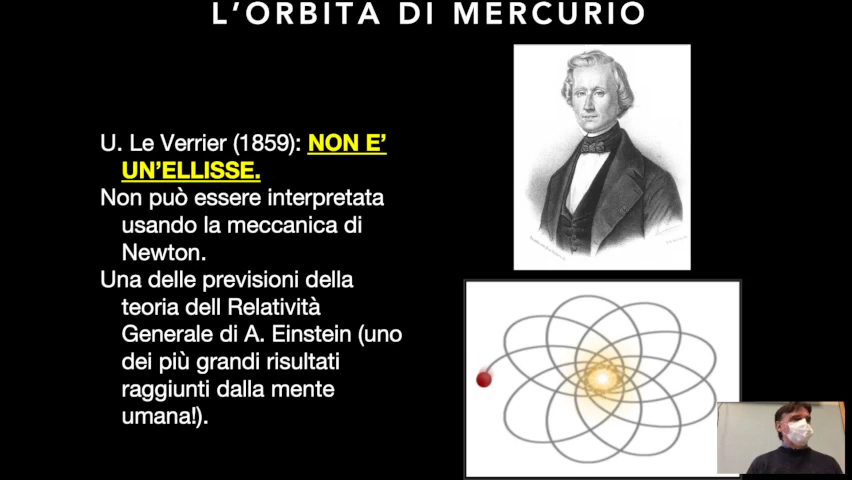 L’ORBITA DI MERCURIO
U. Le Verrier (1859): NON E’
UN’ELLISSE.
Non può essere interpretata
usando la meccanica di
Newton.
Una delle previsioni della
teoria dell Relatività
Generale di A. Einstein (uno
dei più grandi risultati
raggiunti dalla mente
umana!).